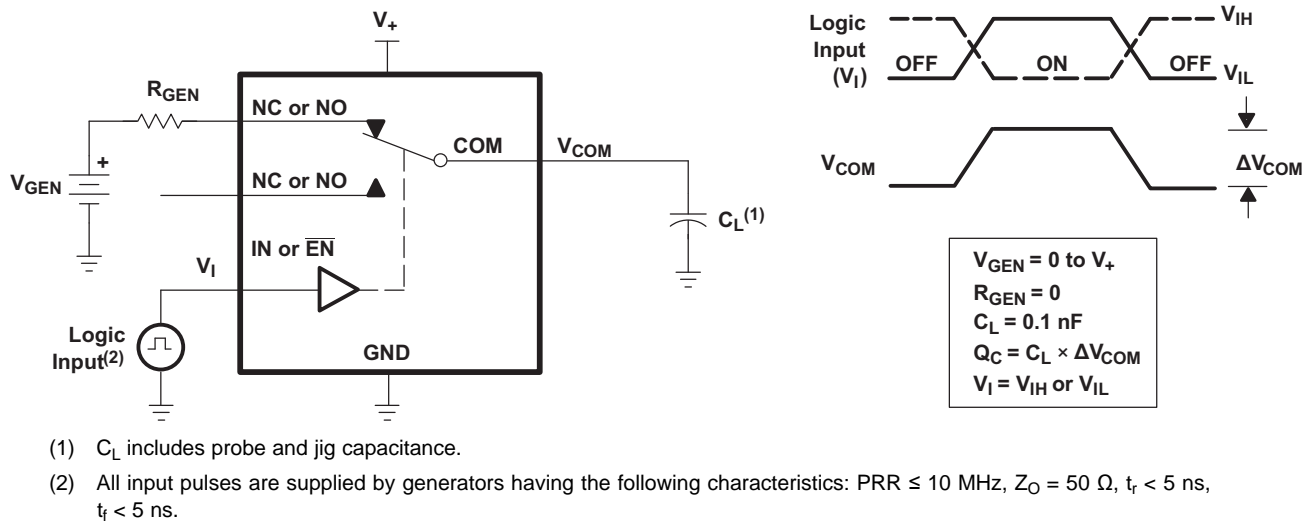 V+
RGEN
NC or NO
COM
VCOM
+
VGEN
NC or NO
CL(1)
IN or E̅N̅
VI
Logic
Input(2)
GND
Logic
Input
(VI)
VIH
OFF
ON
OFF
VIL
VCOM
ΔVCOM
VGEN = 0 to V+
RGEN = 0
CL = 0.1 nF
QC = CL × ΔVCOM
VI = VIH or VIL
(1) CL includes probe and jig capacitance.
(2) All input pulses are supplied by generators having the following characteristics: PRR ≤ 10 MHz, ZO = 50 Ω, tr < 5 ns,
tf < 5 ns.